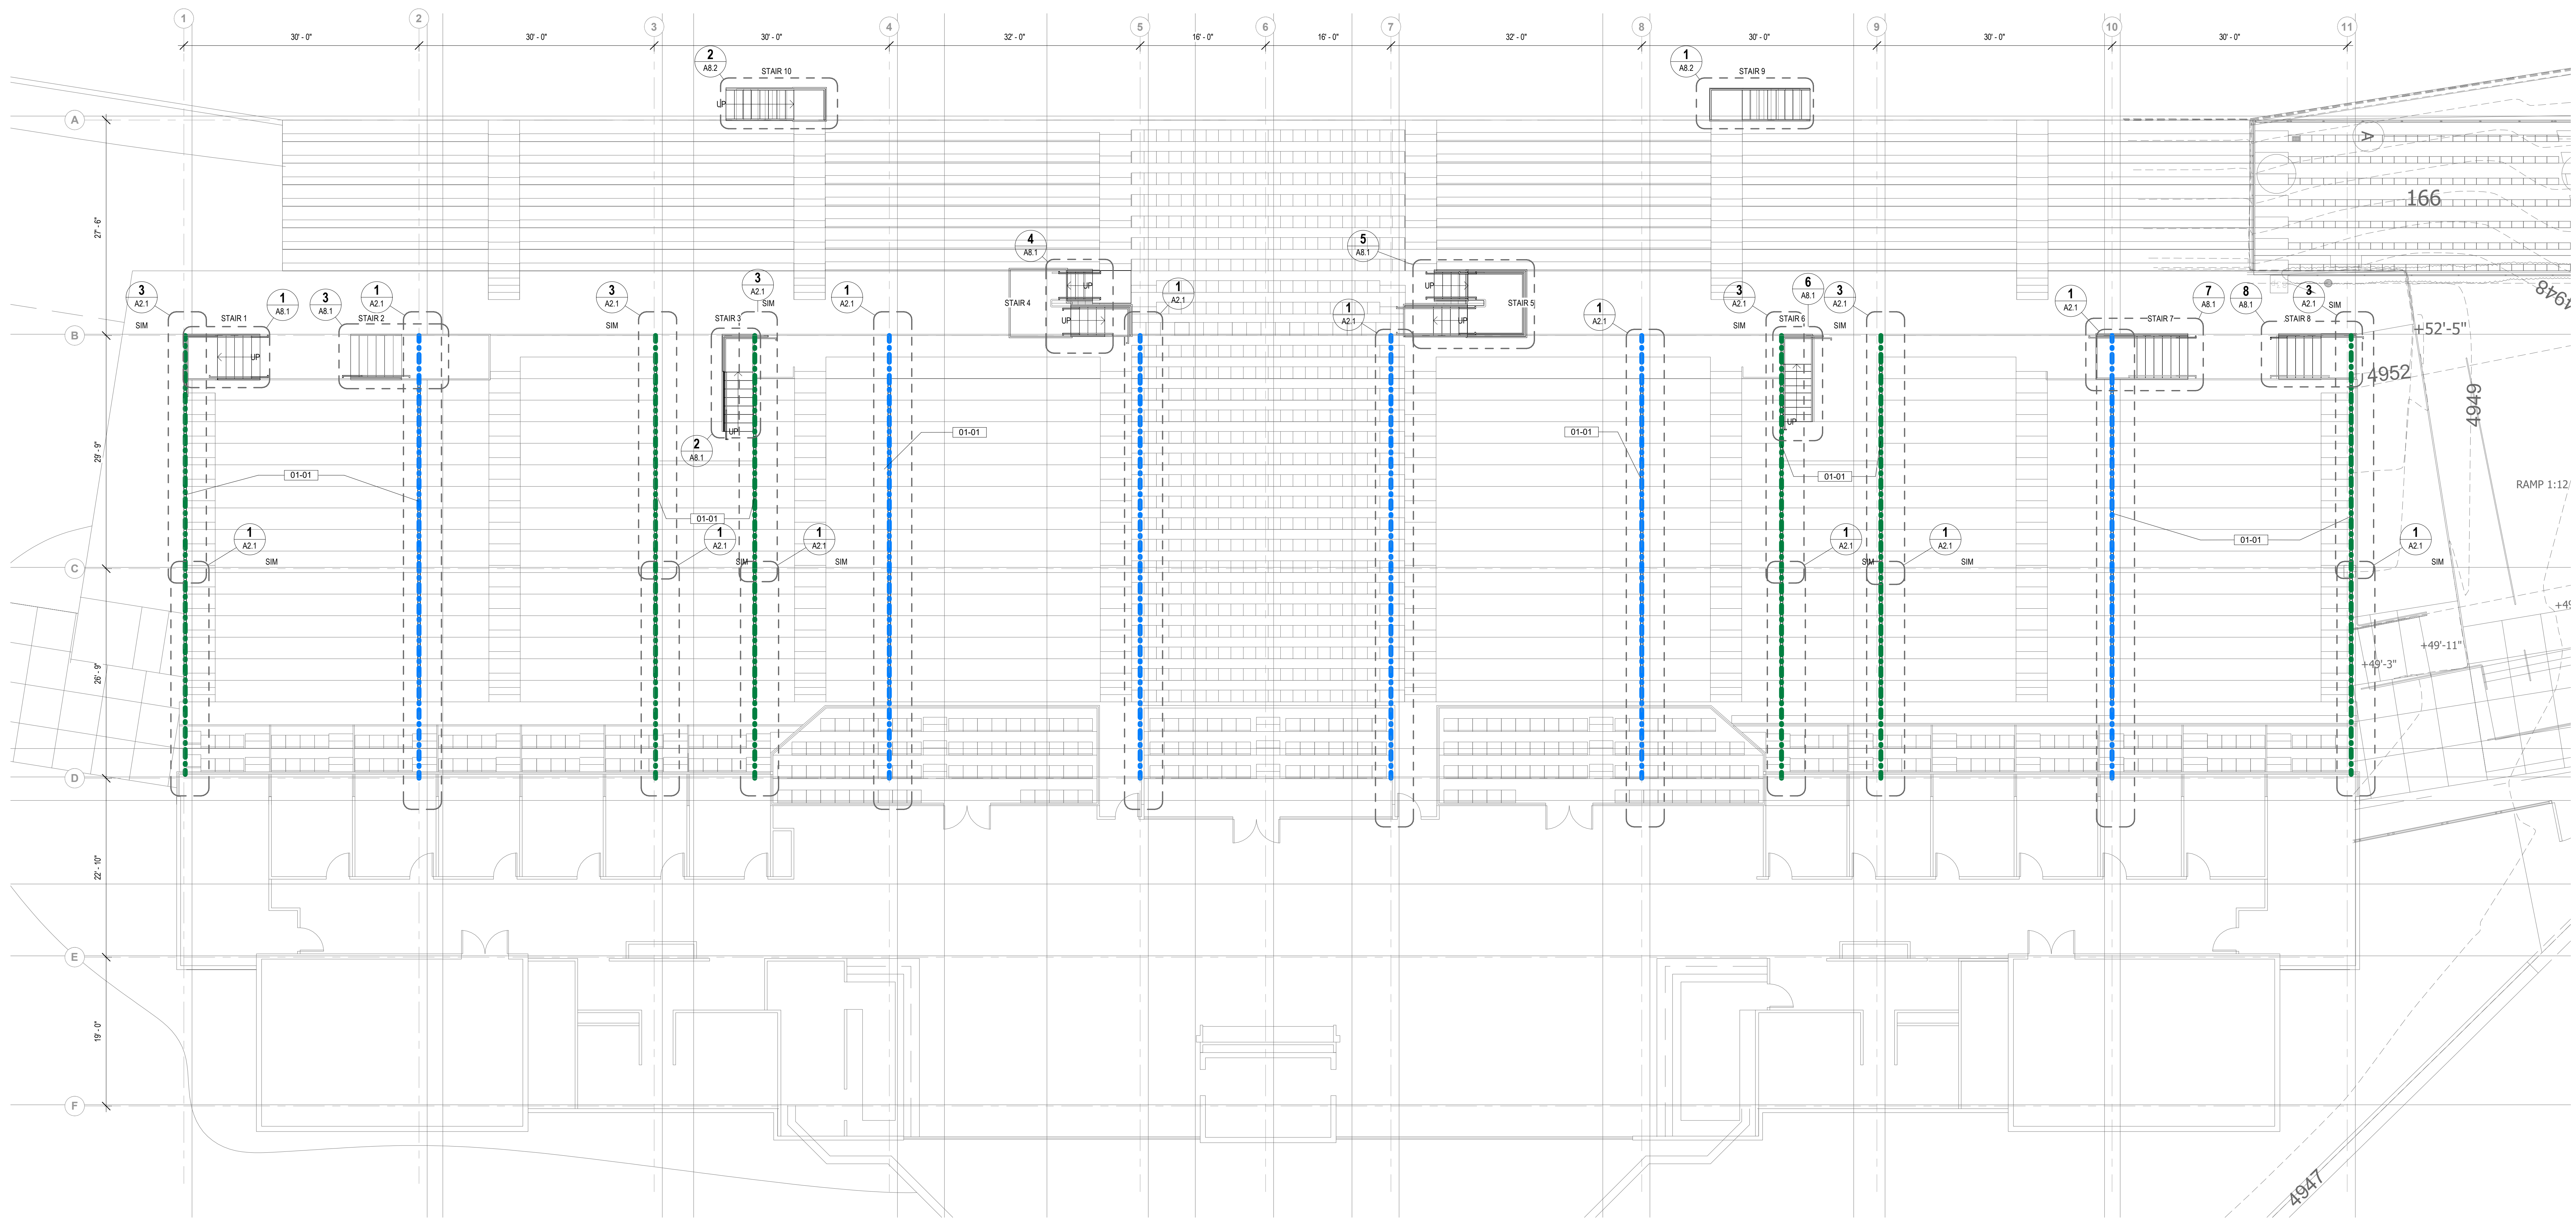 1 2 3 4 5 6 7 8 9 10 11
30' - 0" 30' - 0" 30' - 0" 32' - 0" 16' - 0" 16' - 0" 32' - 0" 30' - 0" 30' - 0" 30' - 0"
2
A8.2
STAIR 10
UP
1
A8.2
STAIR 9
A
A
166
27' - 6"
4
A8.1
5
A8.1
STAIR 4
UP
UP
UP
UP
STAIR 5
4948
3
A2.1
SIM
STAIR 1
1
A8.1
UP
3
A8.1
STAIR 2
1
A2.1
3
A2.1
SIM
STAIR 3
3
A2.1
SIM
UP
2
A8.1
1
A2.1
1
A2.1
1
A2.1
1
A2.1
3
A2.1
SIM
6
A8.1
STAIR 6
UP
3
A2.1
SIM
1
A2.1
STAIR 7
7
A8.1
8
A8.1
STAIR 8
3
A2.1
SIM
B
+52'-5"
4952
4949
29' - 9"
01-01
01-01
01-01
01-01
01-01
01-01
RAMP 1:12/
1
A2.1
SIM
1
A2.1
SIM
1
A2.1
SIM
1
A2.1
SIM
1
A2.1
SIM
1
A2.1
SIM
C
26' - 9"
+49'-11"
+49'-3"
D
22' - 10"
E
19' - 0"
F
4947